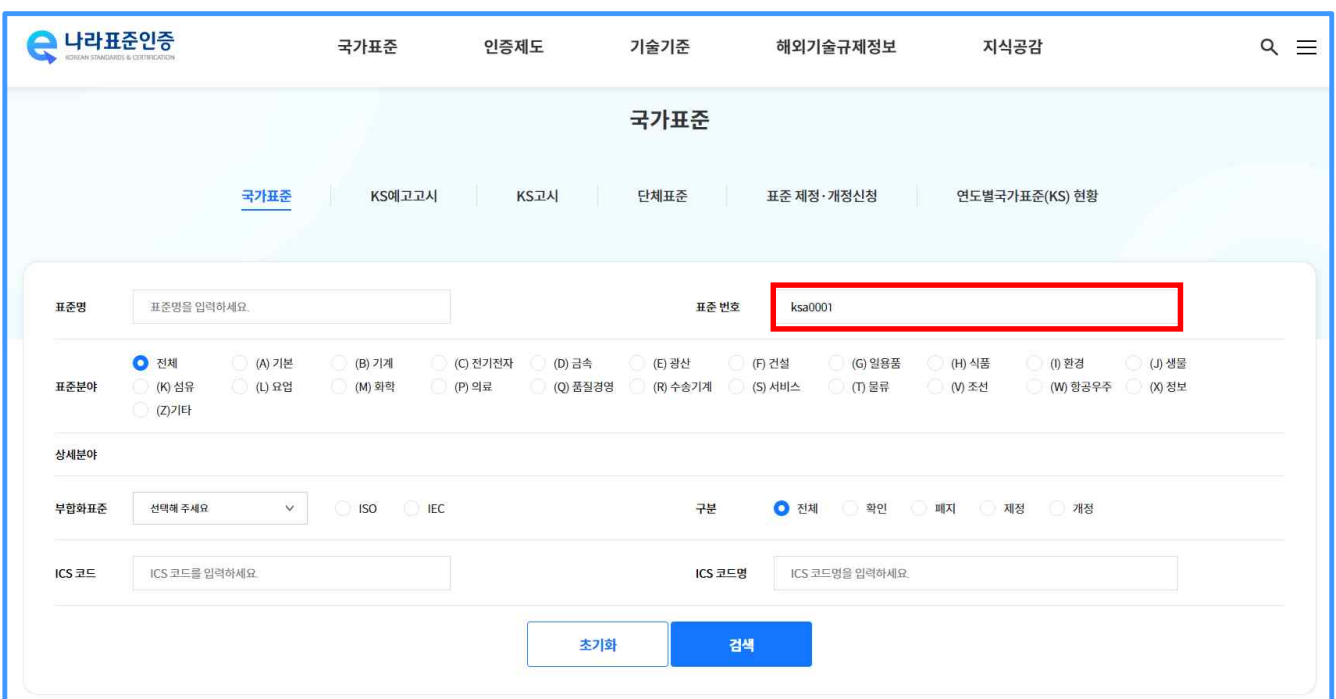 나라표준인증
KOREAN STANDARDS & CERTIFICATION
국가표준 인증제도 기술기준 해외기술규제정보 지식공감
국가표준
국가표준 KS예고고시 KS고시 단체표준 표준 제정·개정신청 연도별국가표준(KS) 현황
표준명 표준명을 입력하세요. 표준 번호 ksa0001
전체 (A) 기본 (B) 기계 (C) 전기전자 (D) 금속 (E) 광산 (F) 건설 (G) 일용품 (H) 식품 (I) 환경 (J) 생물
표준분야 (K) 섬유 (L) 요업 (M) 화학 (P) 의료 (Q) 품질경영 (R) 수송기계 (S) 서비스 (T) 물류 (V) 조선 (W) 항공우주 (X) 정보
(Z)기타
상세분야
부합화표준 선택해 주세요 ISO IEC 구분 전체 확인 폐지 제정 개정
ICS 코드 ICS 코드를 입력하세요. ICS 코드명 ICS 코드명을 입력하세요.
초기화 검색